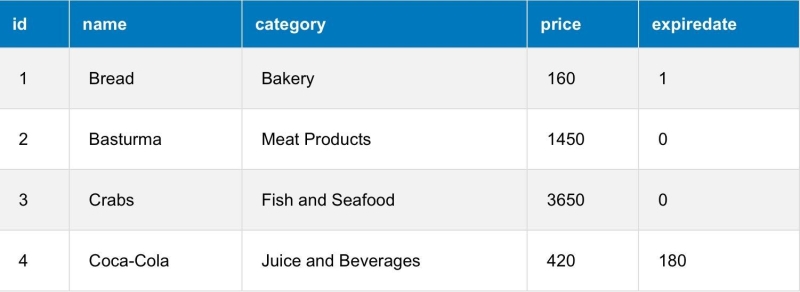 id name category price expiredate
1 Bread Bakery 160 1
2 Basturma Meat Products 1450 0
3 Crabs Fish and Seafood 3650 0
4 Coca-Cola Juice and Beverages 420 180